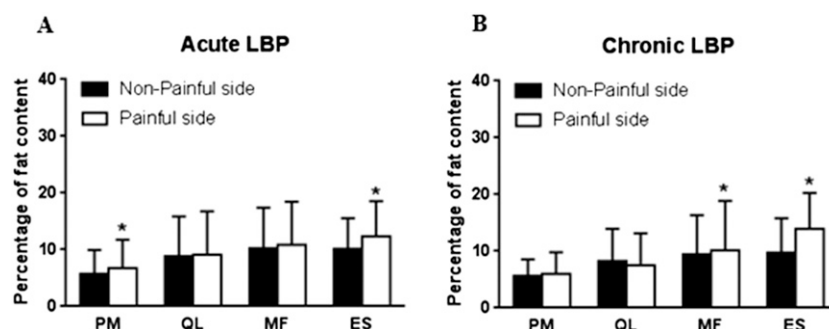 A
Acute LBP
Percentage of fat content
40
30
20
10
0
Non-Painful side
Painful side
*
*
PM QL MF ES
B
Chronic LBP
Percentage of fat content
40
30
20
10
0
Non-Painful side
Painful side
*
*
PM QL MF ES